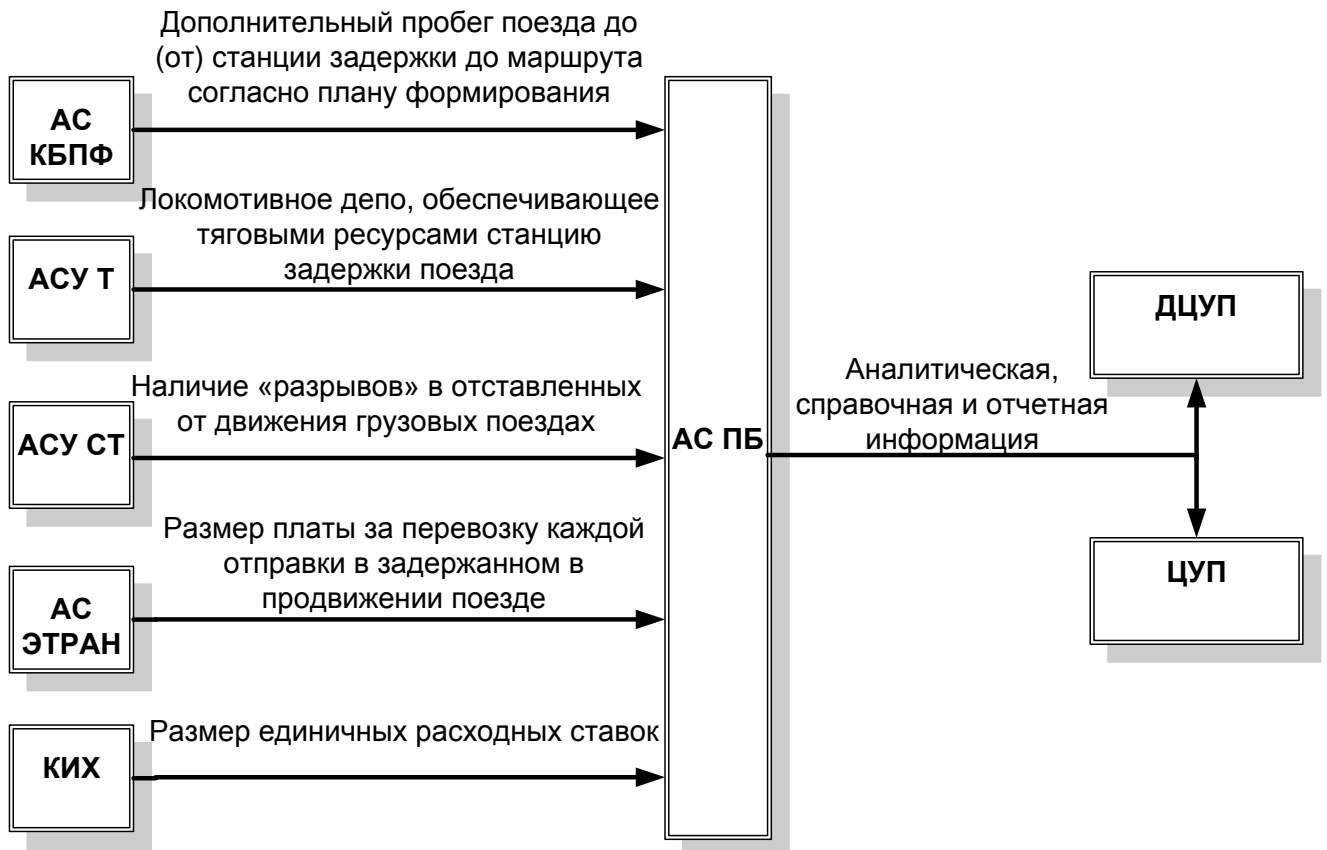 Дополнительный пробег поезда до
(от) станции задержки до маршрута
согласно плану формирования
АС
КБПФ
Локомотивное депо, обеспечивающее
тяговыми ресурсами станцию
задержки поезда
АСУ Т
Наличие «разрывов» в отставленных
от движения грузовых поездах
АСУ СТ
Размер платы за перевозку каждой
отправки в задержанном в
продвижении поезде
АС
ЭТРАН
Размер единичных расходных ставок
КИХ
АС ПБ
Аналитическая,
справочная и отчетная
информация
ДЦУП
ЦУП